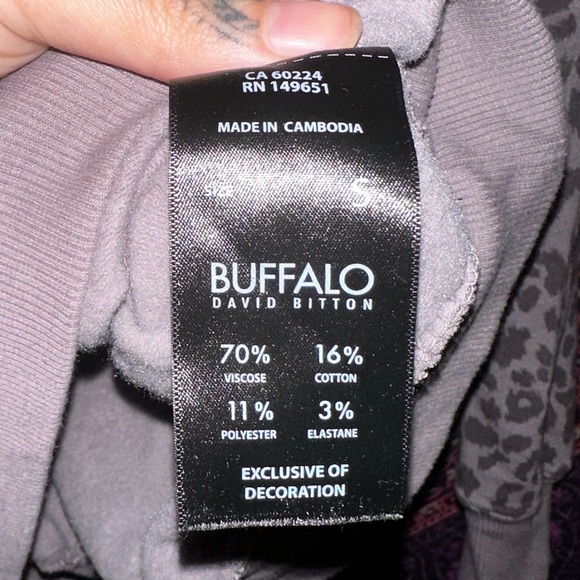 CA 60224
RN 149651
MADE IN CAMBODIA
SIZE S
BUFFALO
DAVID BITTON
70% 16%
VISCOSE COTTON
11% 3%
POLYESTER ELASTANE
EXCLUSIVE OF
DECORATION